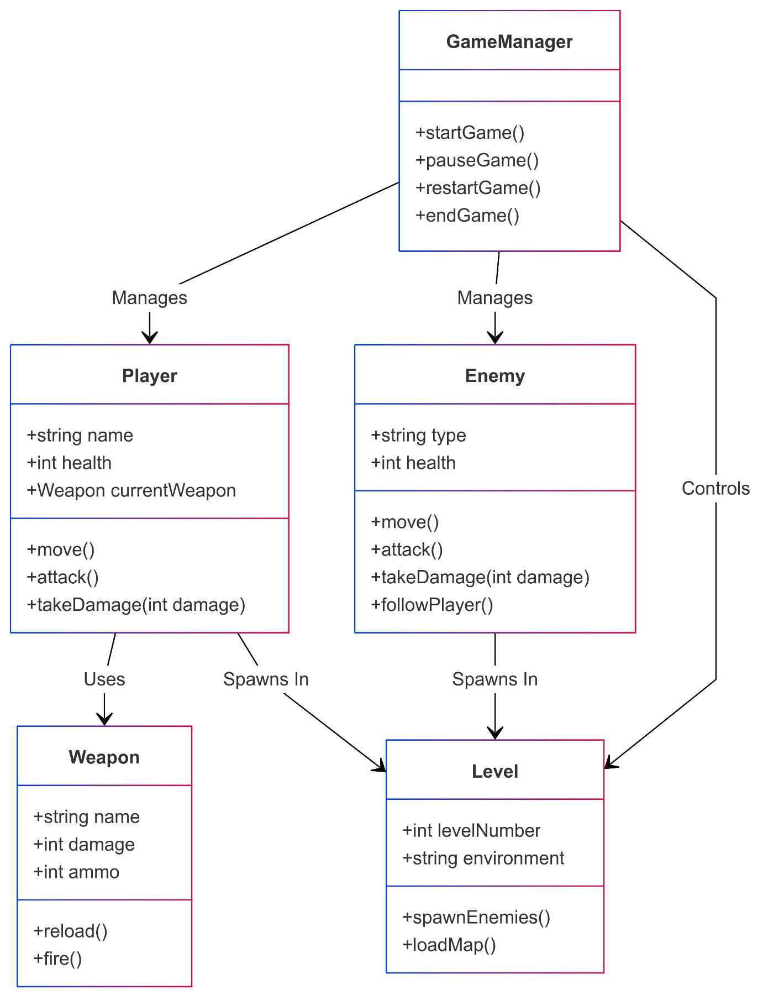 GameManager
+startGame()
+pauseGame()
+restartGame()
+endGame()
Manages
Manages
Player
+string name
+int health
+Weapon currentWeapon
+move()
+attack()
+takeDamage(int damage)
Enemy
+string type
+int health
+move()
+attack()
+takeDamage(int damage)
+followPlayer()
Controls
Uses
Spawns In
Spawns In
Weapon
+string name
+int damage
+int ammo
+reload()
+fire()
Level
+int levelNumber
+string environment
+spawnEnemies()
+loadMap()